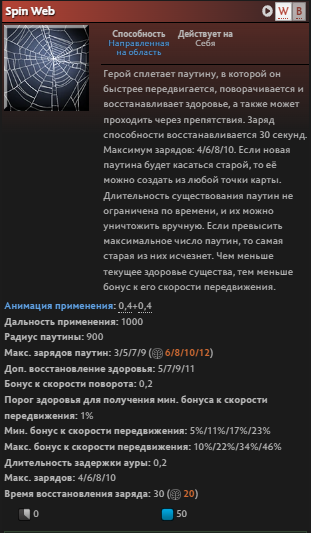 Spin Web W B
Способность Действует на
Направленная Себя
на область
Герой сплетает паутину, в которой он
быстрее передвигается, поворачивается и
восстанавливает здоровье, а также может
проходить через препятствия. Заряд
способности восстанавливается 30 секунд.
Максимум зарядов: 4/6/8/10. Если новая
паутина будет касаться старой, то её
можно создать из любой точки карты.
Длительность существования паутин не
ограничена по времени, и их можно
уничтожить вручную. Если превысить
максимальное число паутин, то самая
старая из них исчезнет. Чем меньше
текущее здоровье существа, тем меньше
бонус к его скорости передвижения.
Анимация применения: 0,4+0,4
Дальность применения: 1000
Радиус паутины: 900
Макс. зарядов паутин: 3/5/7/9 (6/8/10/12)
Доп. восстановление здоровья: 5/7/9/11
Бонус к скорости поворота: 0,2
Порог здоровья для получения мин. бонуса к скорости
передвижения: 1%
Мин. бонус к скорости передвижения: 5%/11%/17%/23%
Макс. бонус к скорости передвижения: 10%/22%/34%/46%
Длительность задержки ауры: 0,2
Макс. зарядов: 4/6/8/10
Время восстановления заряда: 30 (20)
0 50